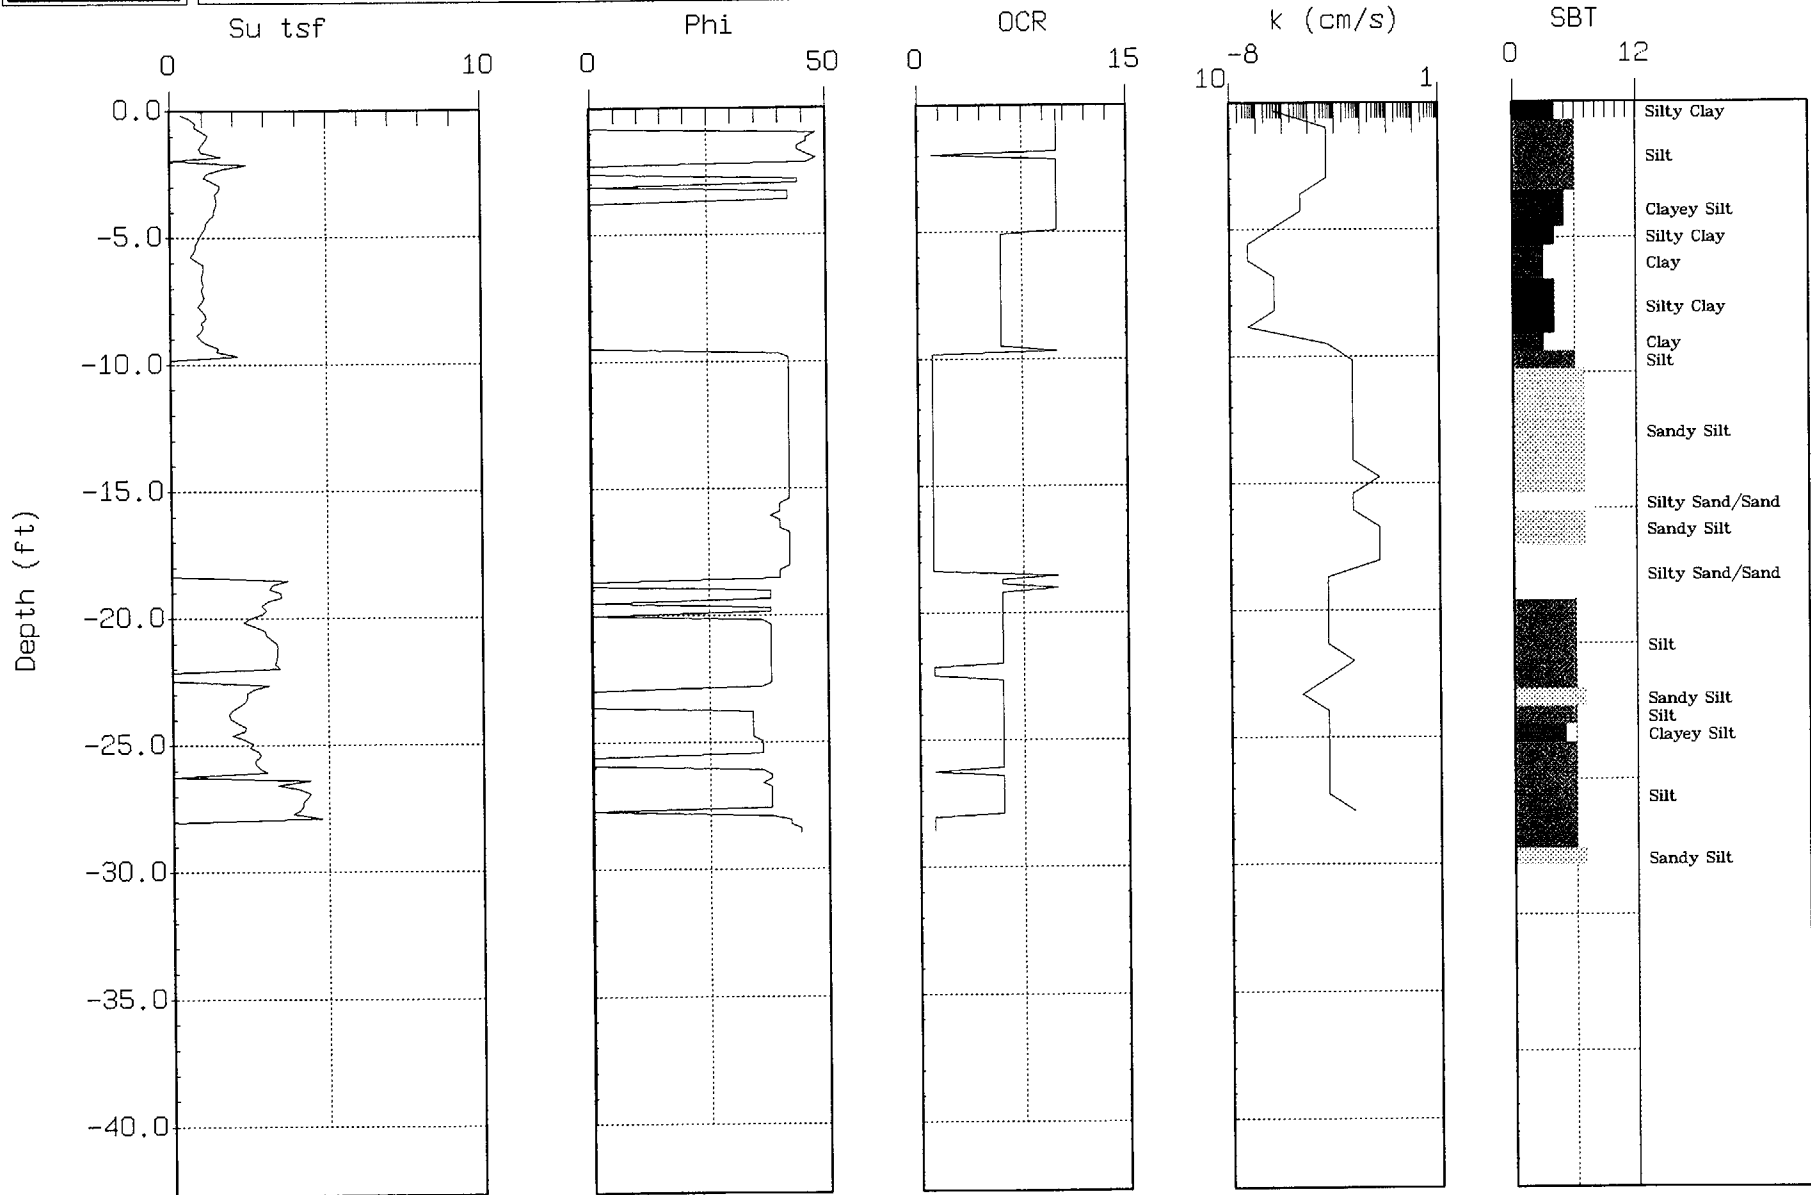 Su tsf
Phi
OCR
k (cm/s)
SBT
0 10
0 50
0 15
10 -8 1
0 12
Depth (ft)
0.0
-5.0
-10.0
-15.0
-20.0
-25.0
-30.0
-35.0
-40.0
Silty Clay
Silt
Clayey Silt
Silty Clay
Clay
Silty Clay
Clay
Silt
Sandy Silt
Silty Sand/Sand
Sandy Silt
Silty Sand/Sand
Silt
Sandy Silt
Silt
Clayey Silt
Silt
Sandy Silt